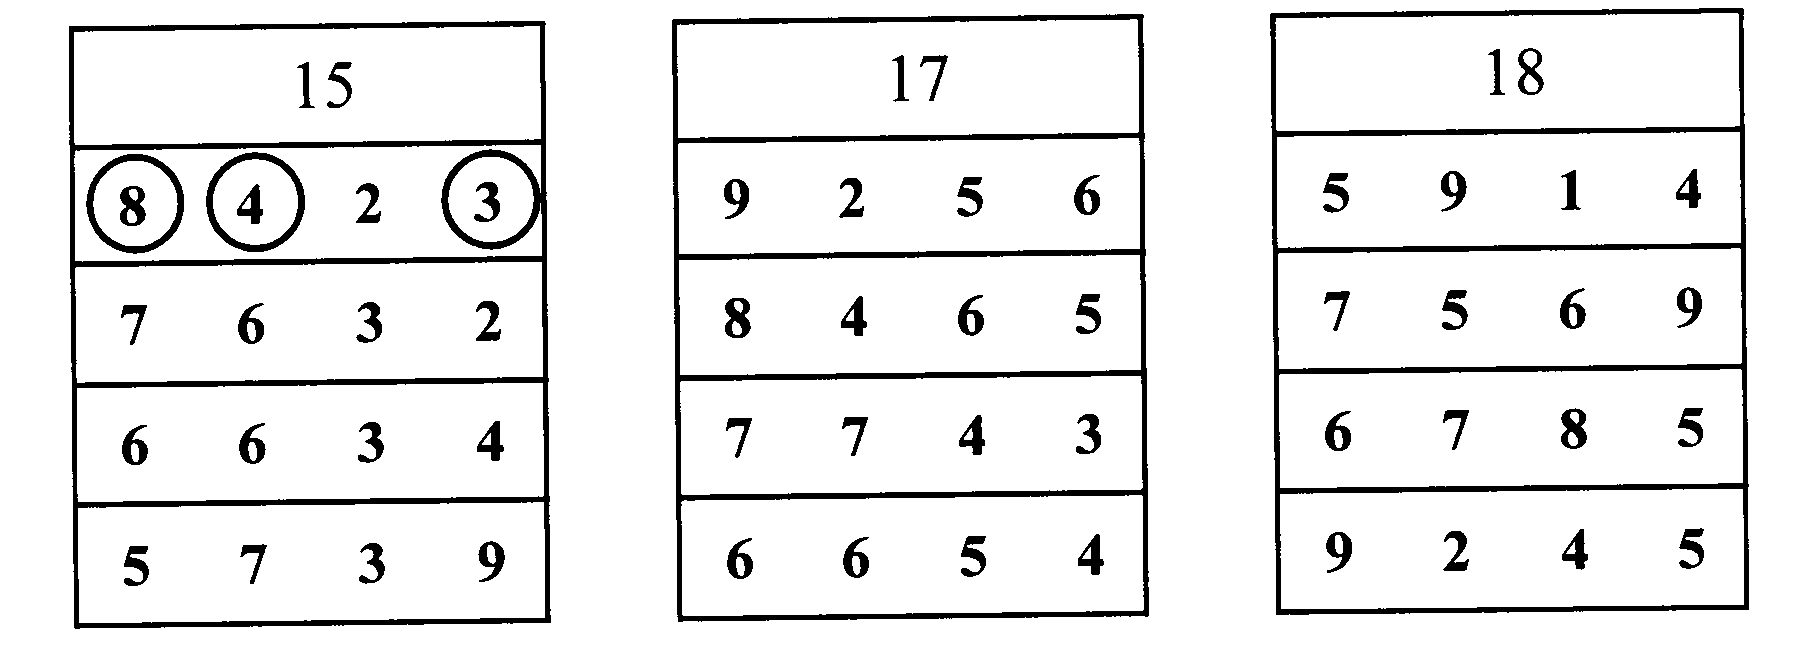 15
8 4 2 3
7 6 3 2
6 6 3 4
5 7 3 9
17
9 2 5 6
8 4 6 5
7 7 4 3
6 6 5 4
18
5 9 1 4
7 5 6 9
6 7 8 5
9 2 4 5